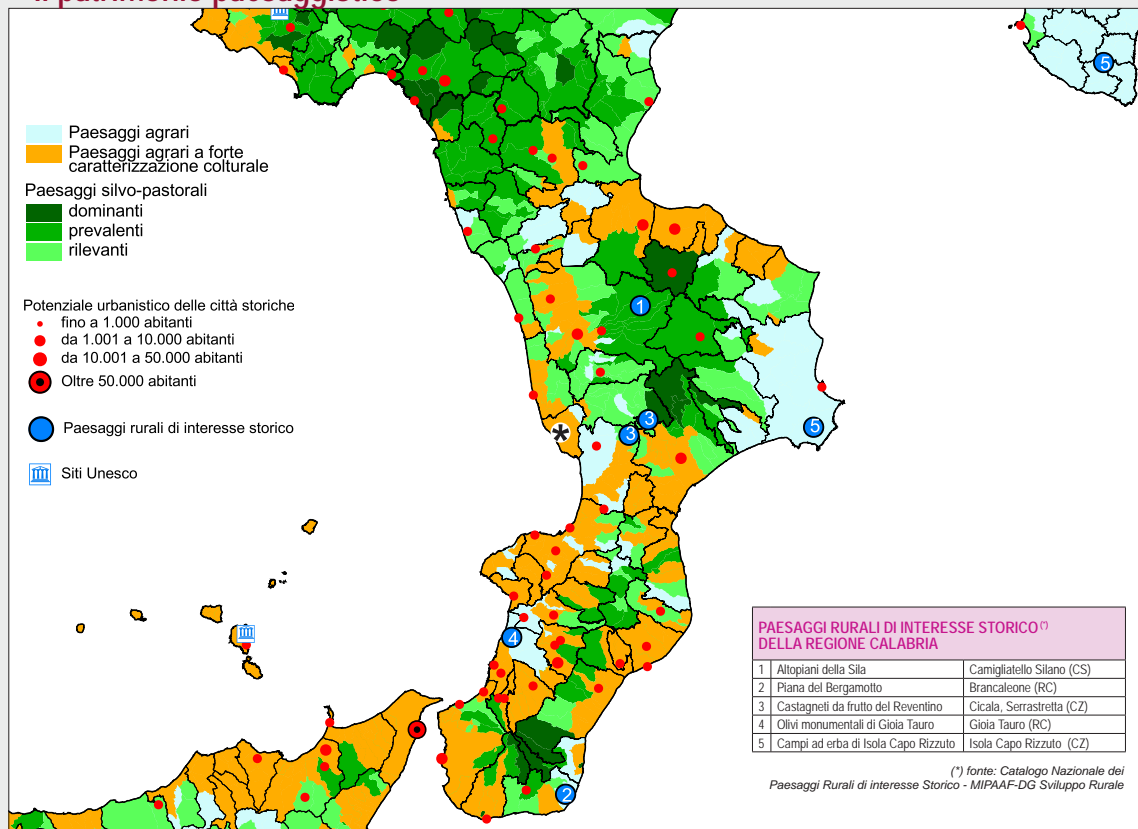 Il patrimonio paesaggistico
Paesaggi agrari
Paesaggi agrari a forte
caratterizzazione colturale
Paesaggi silvo-pastorali
dominanti
prevalenti
rilevanti
Potenziale urbanistico delle città storiche
fino a 1.000 abitanti
da 1.001 a 10.000 abitanti
da 10.001 a 50.000 abitanti
Oltre 50.000 abitanti
Paesaggi rurali di interesse storico
Siti Unesco
5
1
3
3
*
5
4
2
PAESAGGI RURALI DI INTERESSE STORICO (*)
DELLA REGIONE CALABRIA
1 Altopiani della Sila Camigliatello Silano (CS)
2 Piana del Bergamotto Brancaleone (RC)
3 Castagneti da frutto del Reventino Cicala, Serrastretta (CZ)
4 Olivi monumentali di Gioia Tauro Gioia Tauro (RC)
5 Campi ad erba di Isola Capo Rizzuto Isola Capo Rizzuto (CZ)
(*) fonte: Catalogo Nazionale dei
Paesaggi Rurali di interesse Storico - MIPAAF-DG Sviluppo Rurale